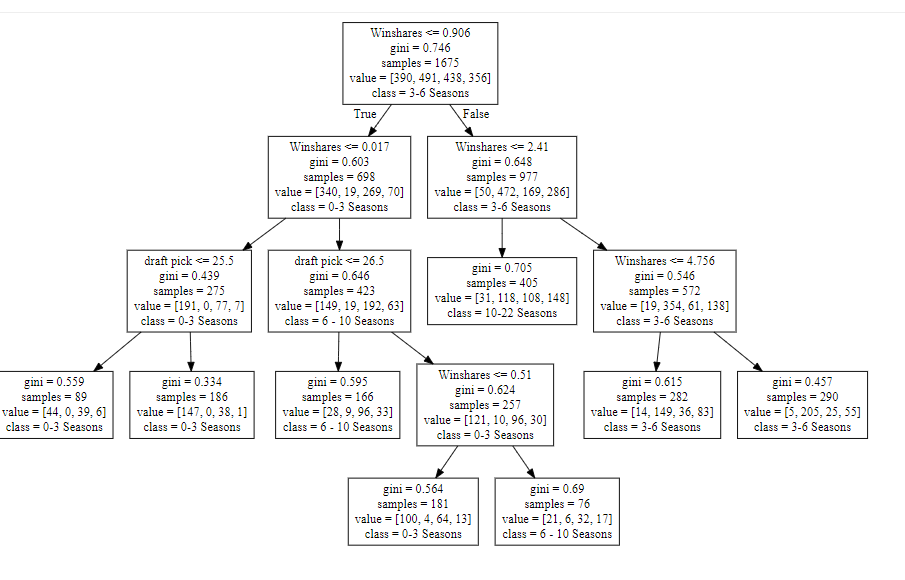 Winshares <= 0.906
gini = 0.746
samples = 1675
value = [390, 491, 438, 356]
class = 3-6 Seasons
True
False
Winshares <= 0.017
gini = 0.603
samples = 698
value = [340, 19, 269, 70]
class = 0-3 Seasons
Winshares <= 2.41
gini = 0.648
samples = 977
value = [50, 472, 169, 286]
class = 3-6 Seasons
draft pick <= 25.5
gini = 0.439
samples = 275
value = [191, 0, 77, 7]
class = 0-3 Seasons
draft pick <= 26.5
gini = 0.646
samples = 423
value = [149, 19, 192, 63]
class = 6 - 10 Seasons
gini = 0.705
samples = 405
value = [31, 118, 108, 148]
class = 10-22 Seasons
Winshares <= 4.756
gini = 0.546
samples = 572
value = [19, 354, 61, 138]
class = 3-6 Seasons
gini = 0.559
samples = 89
value = [44, 0, 39, 6]
class = 0-3 Seasons
gini = 0.334
samples = 186
value = [147, 0, 38, 1]
class = 0-3 Seasons
gini = 0.595
samples = 166
value = [28, 9, 96, 33]
class = 6 - 10 Seasons
Winshares <= 0.51
gini = 0.624
samples = 257
value = [121, 10, 96, 30]
class = 0-3 Seasons
gini = 0.615
samples = 282
value = [14, 149, 36, 83]
class = 3-6 Seasons
gini = 0.457
samples = 290
value = [5, 205, 25, 55]
class = 3-6 Seasons
gini = 0.564
samples = 181
value = [100, 4, 64, 13]
class = 0-3 Seasons
gini = 0.69
samples = 76
value = [21, 6, 32, 17]
class = 6 - 10 Seasons